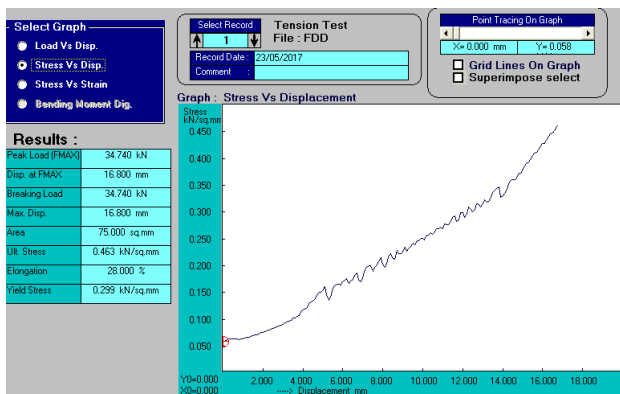 Select Graph
Load Vs Disp.
Stress Vs Disp.
Stress Vs Strain
Bending Moment Dig.
Results :
Peak Load (FMAX) 34.740 kN
Disp. at FMAX 16.800 mm
Breaking Load 34.740 kN
Max. Disp. 16.800 mm
Area 75.000 sq.mm
Ult. Stress 0.463 kN/sq.mm
Elongation 28.000 %
Yield Stress 0.299 kN/sq.mm
Select Record
1
Tension Test
File : FDD
Record Date : 23/05/2017
Comment :
Point Tracing On Graph
X= 0.000 mm Y= 0.058
Grid Lines On Graph
Superimpose select
Graph : Stress Vs Displacement
Stress
kN/sq.mm
0.450
0.400
0.350
0.300
0.250
0.200
0.150
0.100
0.050
Y0=0.000 2.000 4.000 6.000 8.000 10.000 12.000 14.000 16.000 18.000
X0=0.000 ----> Displacement mm